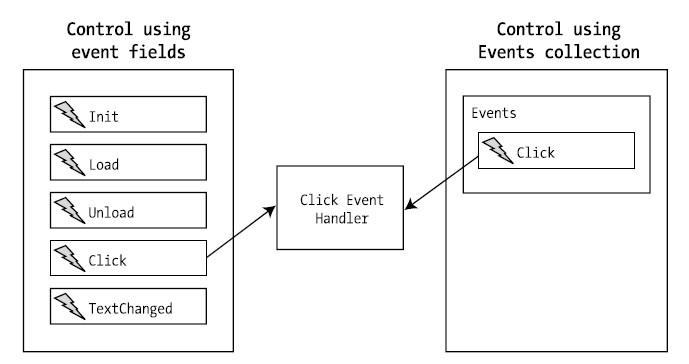 Control using
event fields
Init
Load
Unload
Click
TextChanged
Click Event
Handler
Control using
Events collection
Events
Click